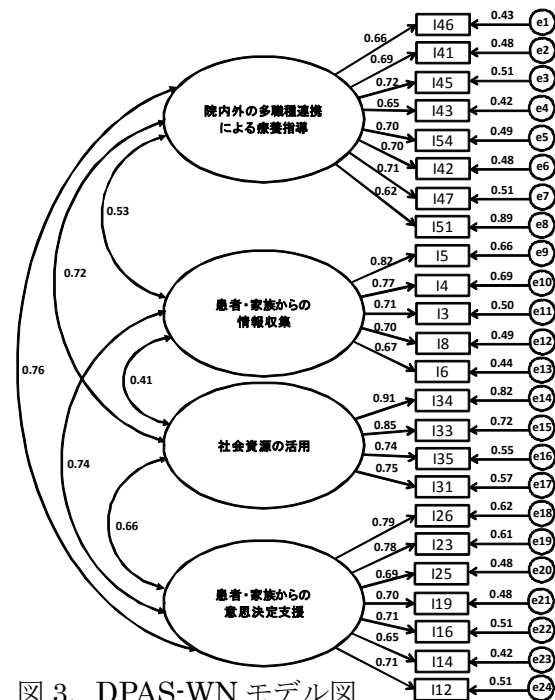 0.66 I46 0.43 e1
0.69 I41 0.48 e2
0.72 I45 0.51 e3
0.65 I43 0.42 e4
0.70 I54 0.49 e5
0.70 I42 0.48 e6
0.71 I47 0.51 e7
0.62 I51 0.89 e8
院内外の多職種連携
による療養指導
0.82 I5 0.66 e9
0.77 I4 0.69 e10
0.71 I3 0.50 e11
0.70 I8 0.49 e12
0.67 I6 0.44 e13
患者・家族からの
情報収集
0.91 I34 0.82 e14
0.85 I33 0.72 e15
0.74 I35 0.55 e16
0.75 I31 0.57 e17
社会資源の活用
0.79 I26 0.62 e18
0.78 I23 0.61 e19
0.69 I25 0.48 e20
0.70 I19 0.48 e21
0.71 I16 0.51 e22
0.65 I14 0.42 e23
0.71 I12 0.51 e24
患者・家族からの
意思決定支援
0.53
0.72
0.76
0.41
0.74
0.66
図 3. DPAS-WN モデル図